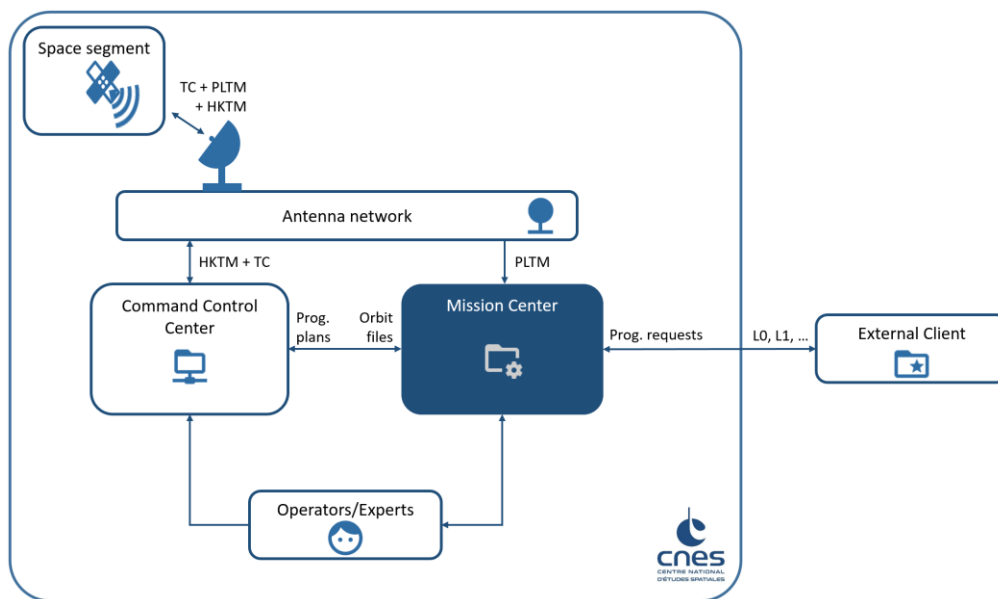 Space segment
TC + PLTM
+ HKTM
Antenna network
HKTM + TC
PLTM
Command Control
Center
Prog.
plans
Orbit
files
Mission Center
Prog. requests
L0, L1, ...
External Client
Operators/Experts
cnes
CENTRE NATIONAL
D'ÉTUDES SPATIALES